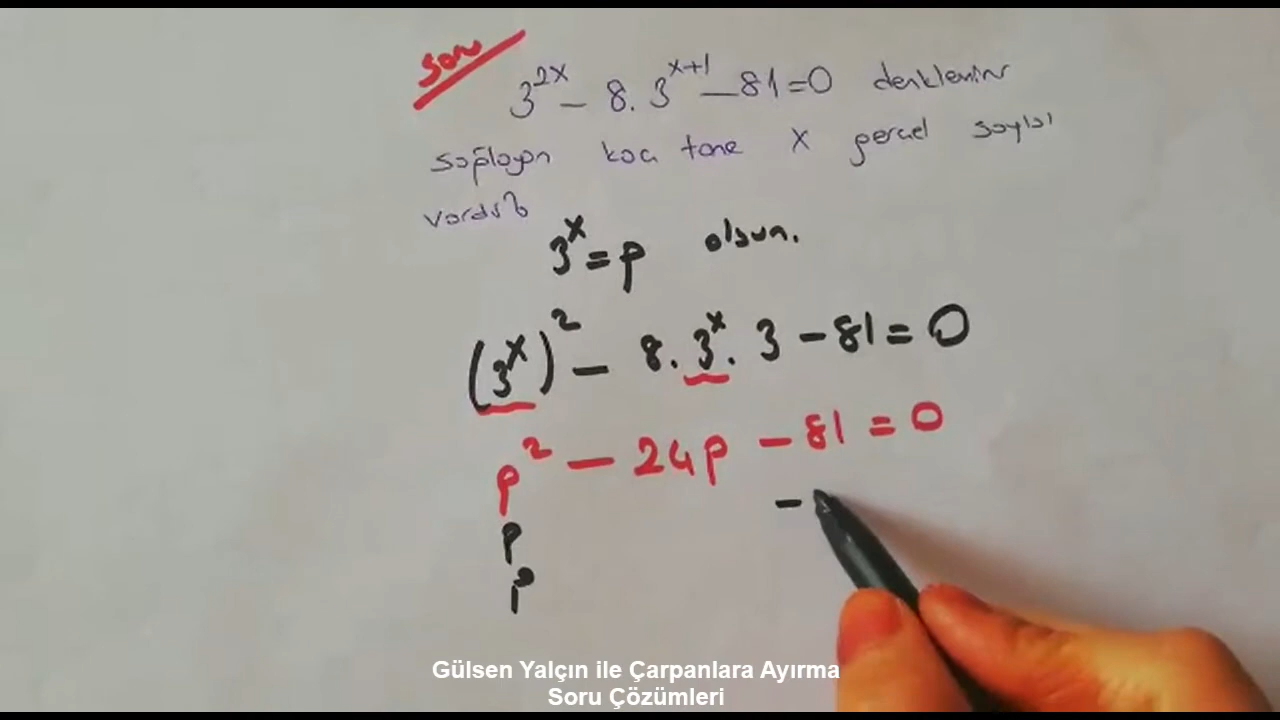 Soru
3^{2x} - 8. 3^{x+1} - 81 = 0 denklemini
sağlayan kaç tane x gerçel sayısı
vardır?
3^x = p olsun.
(3^x)^2 - 8. 3^x. 3 - 81 = 0
p^2 - 24p - 81 = 0
p -
p
Gülsen Yalçın ile Çarpanlara Ayırma
Soru Çözümleri